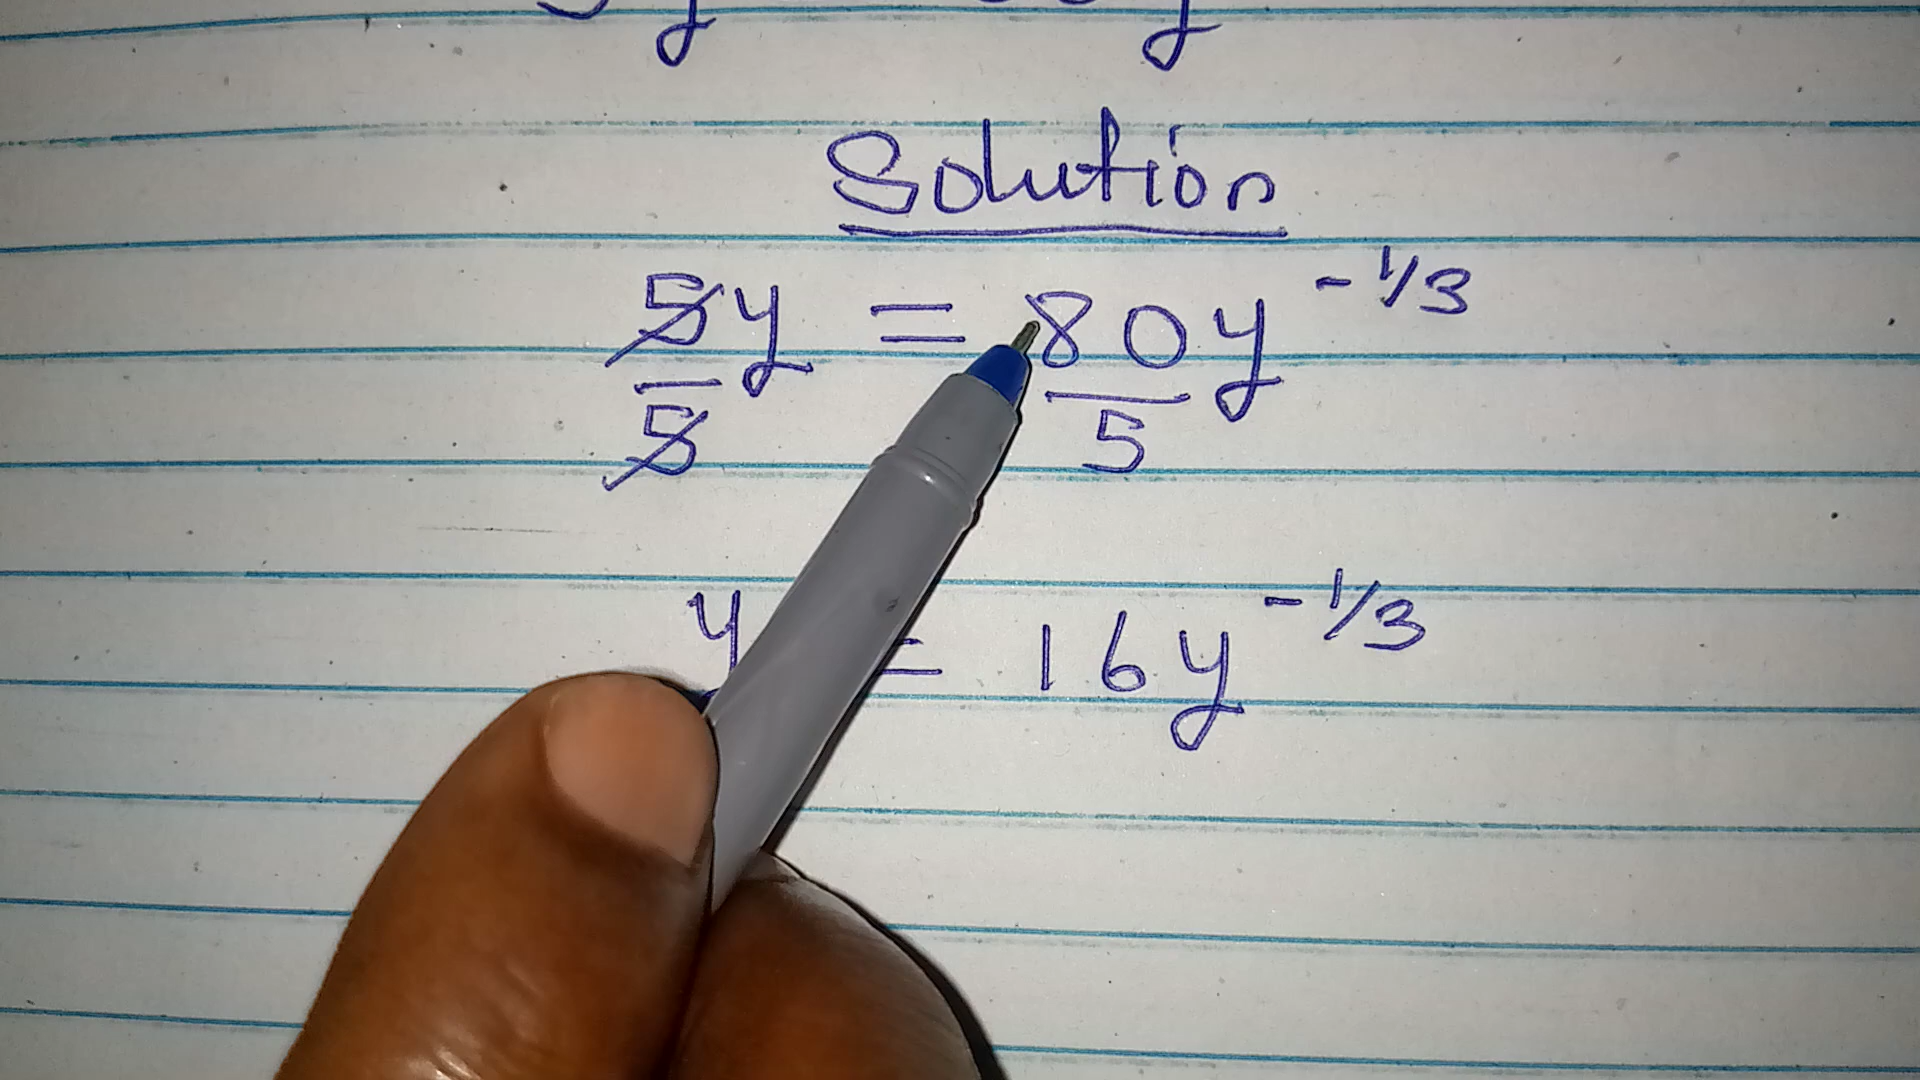 Solution
5y/5 = 80y^-1/3/5
y = 16y^-1/3